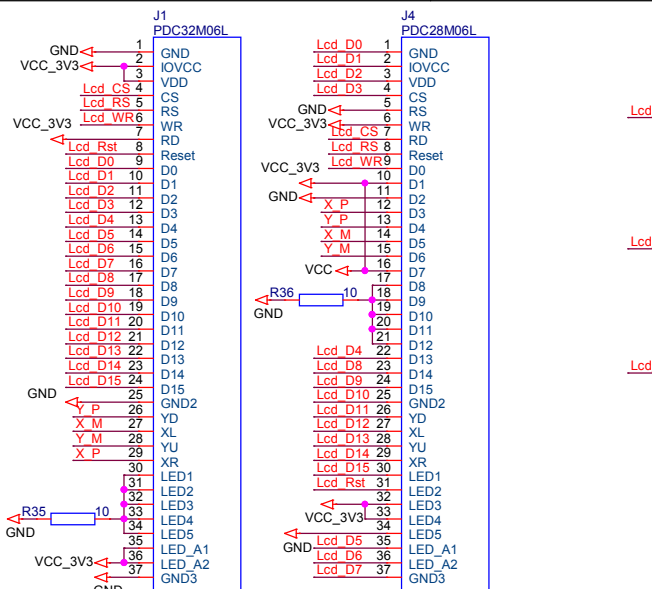 J1
PDC32M06L
GND 1 GND
VCC_3V3 2 IOVCC
3 VDD
Lcd_CS 4 CS
Lcd_RS 5 RS
Lcd_WR 6 WR
VCC_3V3 7 RD
Lcd_Rst 8 Reset
Lcd_D0 9 D0
Lcd_D1 10 D1
Lcd_D2 11 D2
Lcd_D3 12 D3
Lcd_D4 13 D4
Lcd_D5 14 D5
Lcd_D6 15 D6
Lcd_D7 16 D7
Lcd_D8 17 D8
Lcd_D9 18 D9
Lcd_D10 19 D10
Lcd_D11 20 D11
Lcd_D12 21 D12
Lcd_D13 22 D13
Lcd_D14 23 D14
Lcd_D15 24 D15
GND 25 GND2
Y_P 26 YD
X_M 27 XL
Y_M 28 YU
X_P 29 XR
30 LED1
31 LED2
32 LED3
R35 10 33 LED4
GND 34 LED5
35 LED_A1
VCC_3V3 36 LED_A2
37 GND3
GND
J4
PDC28M06L
Lcd_D0 1 GND
Lcd_D1 2 IOVCC
Lcd_D2 3 VDD
Lcd_D3 4 CS
GND 5 RS
VCC_3V3 6 WR
Lcd_CS 7 RD
Lcd_RS 8 Reset
Lcd_WR 9 D0
VCC_3V3 10 D1
GND 11 D2
X_P 12 D3
Y_P 13 D4
X_M 14 D5
Y_M 15 D6
VCC 16 D7
17 D8
R36 10 18 D9
GND 19 D10
20 D11
21 D12
Lcd_D4 22 D13
Lcd_D8 23 D14
Lcd_D9 24 D15
Lcd_D10 25 GND2
Lcd_D11 26 YD
Lcd_D12 27 XL
Lcd_D13 28 YU
Lcd_D14 29 XR
Lcd_D15 30 LED1
Lcd_Rst 31 LED2
32 LED3
VCC_3V3 33 LED4
34 LED5
GND Lcd_D5 35 LED_A1
Lcd_D6 36 LED_A2
Lcd_D7 37 GND3
Lcd
Lcd
Lcd